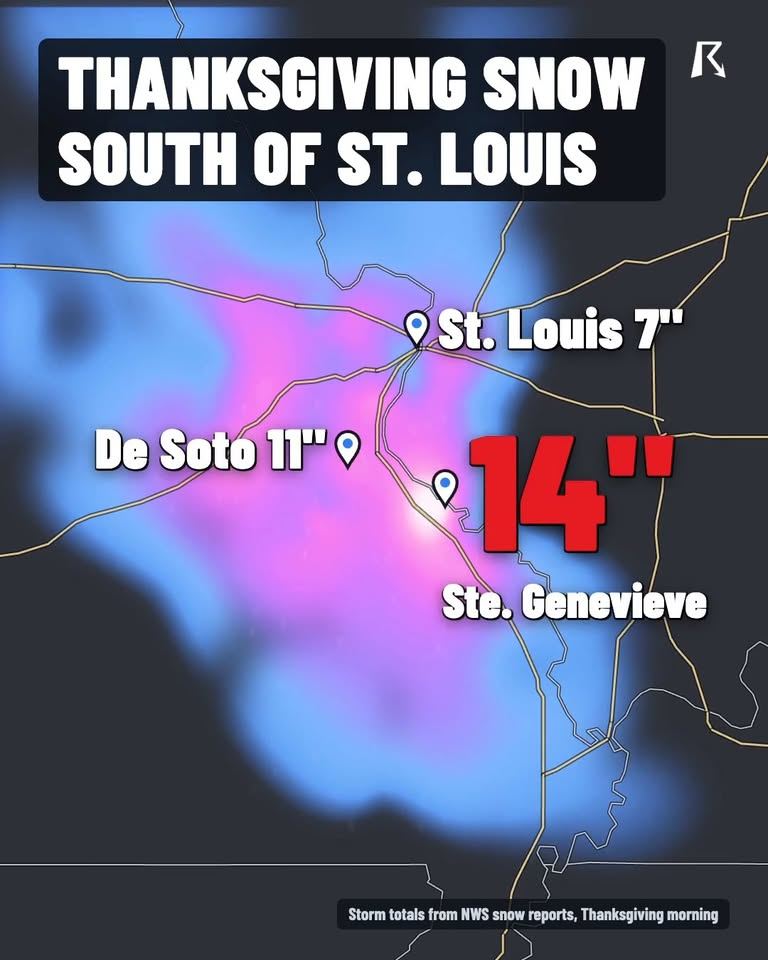 THANKSGIVING SNOW
SOUTH OF ST. LOUIS
St. Louis 7"
De Soto 11"
14"
Ste. Genevieve
Storm totals from NWS snow reports, Thanksgiving morning